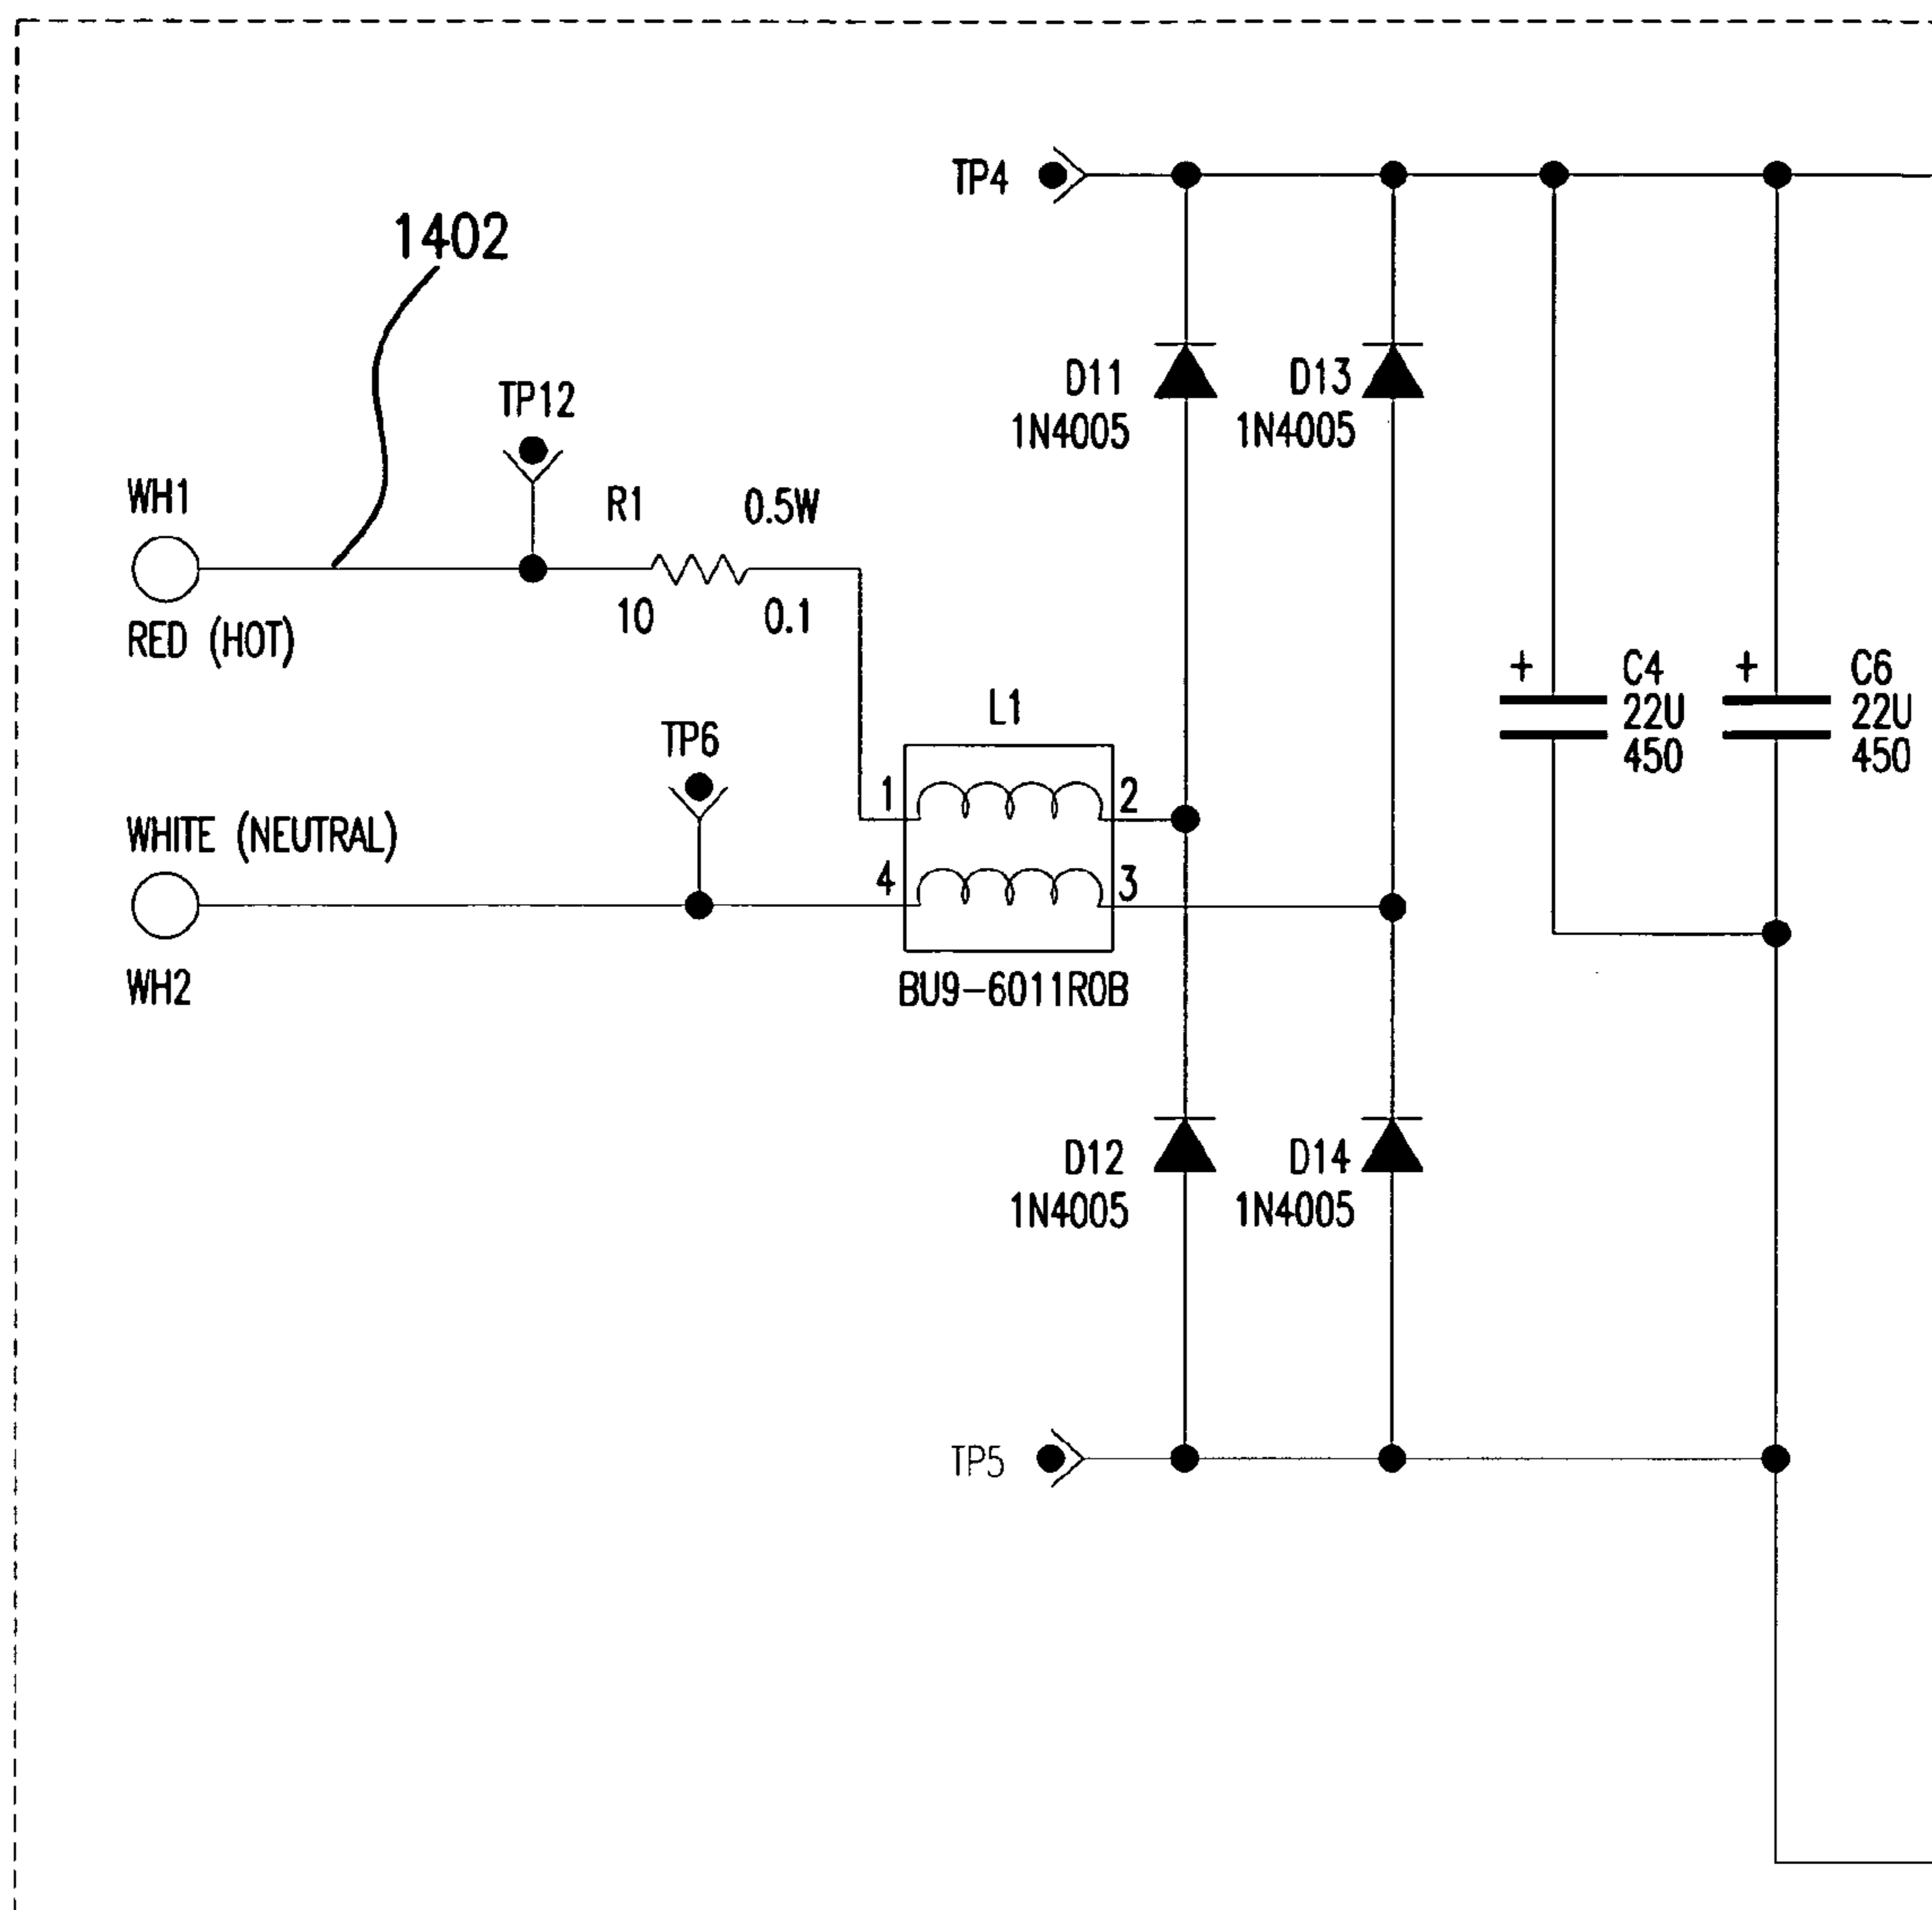 TP4
1402
D11
1N4005
D13
1N4005
TP12
WH1
R1
0.5W
RED (HOT)
10
0.1
+
C4
22U
450
+
C6
22U
450
L1
TP6
1
2
WHITE (NEUTRAL)
4
3
WH2
BU9-6011R0B
D12
1N4005
D14
1N4005
TP5